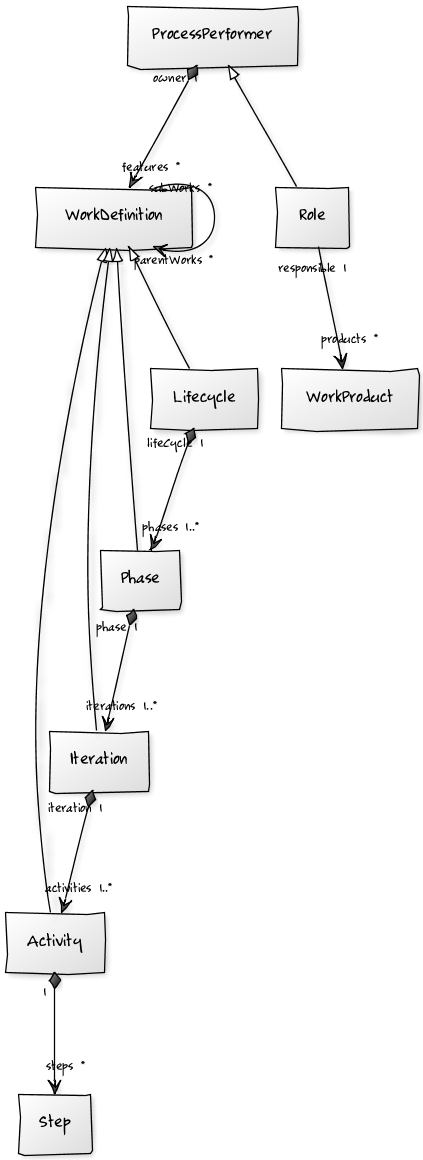 ProcessPerformer
owner 1
features *
subWorks *
WorkDefinition
Role
parentWorks *
responsible 1
products *
Lifecycle
WorkProduct
lifeCycle 1
phases 1..*
Phase
phase 1
iterations 1..*
Iteration
iteration 1
activities 1..*
Activity
1
steps *
Step